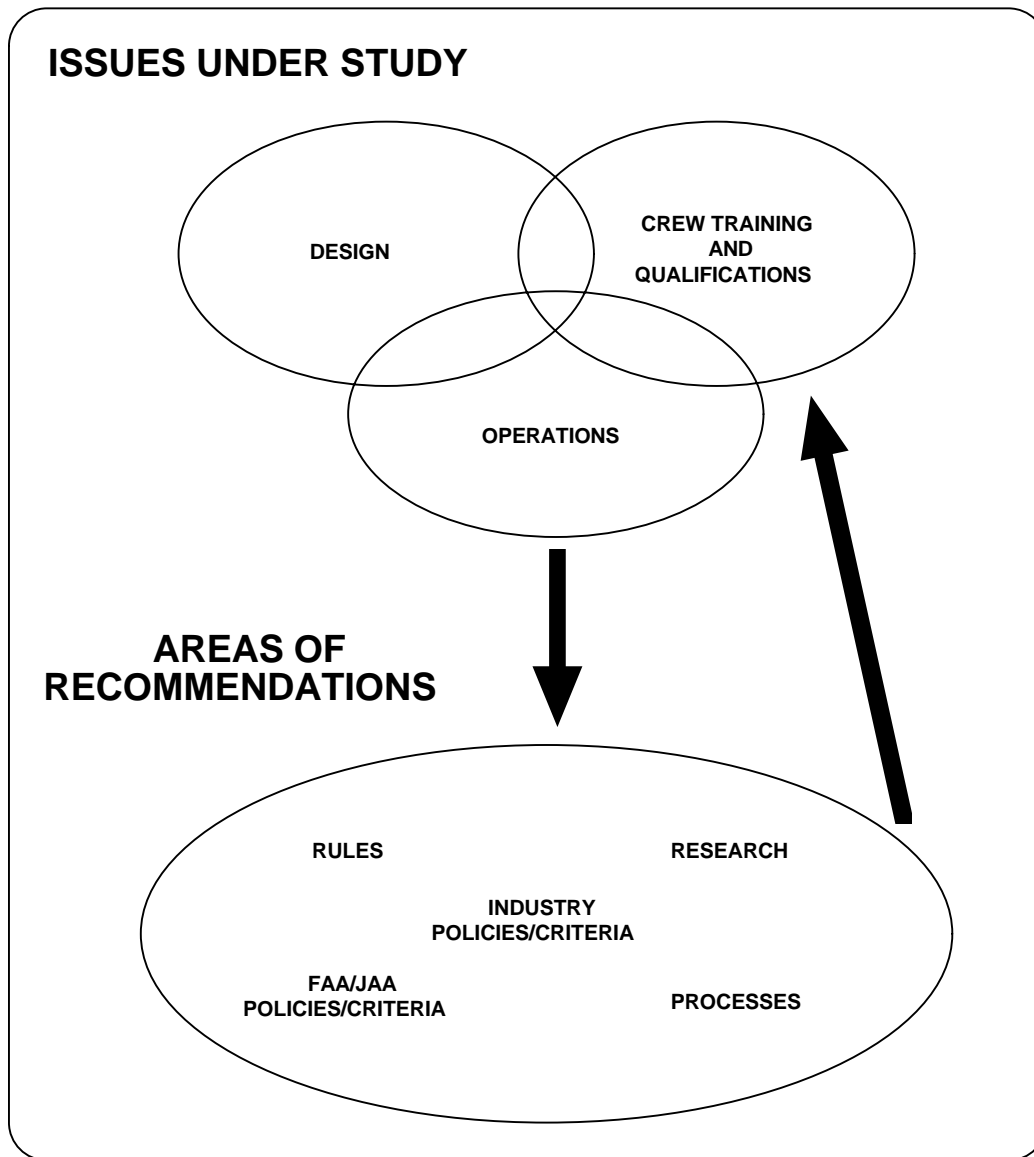 ISSUES UNDER STUDY
DESIGN
CREW TRAINING
AND
QUALIFICATIONS
OPERATIONS
AREAS OF
RECOMMENDATIONS
RULES
RESEARCH
INDUSTRY
POLICIES/CRITERIA
FAA/JAA
POLICIES/CRITERIA
PROCESSES